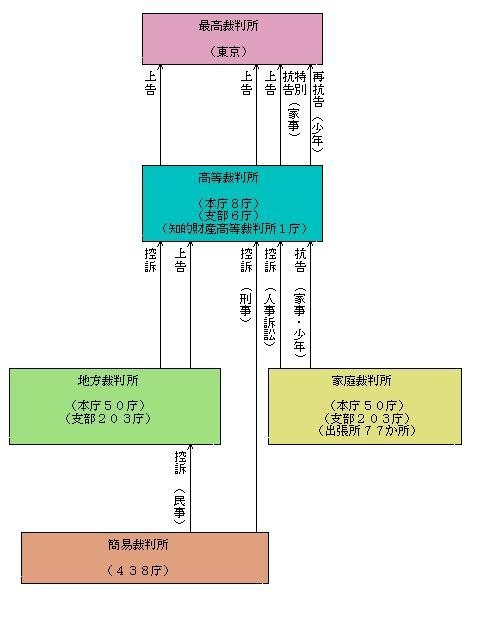 最高裁判所
（東京）
上告
上告
上告
特別
抗告（家事）
再抗告（少年）
高等裁判所
（本庁８庁）
（支部６庁）
（知的財産高等裁判所１庁）
控訴
上告
控訴（刑事）
控訴（人事訴訟）
抗告（家事・少年）
地方裁判所
（本庁５０庁）
（支部２０３庁）
家庭裁判所
（本庁５０庁）
（支部２０３庁）
（出張所７７か所）
控訴（民事）
簡易裁判所
（４３８庁）